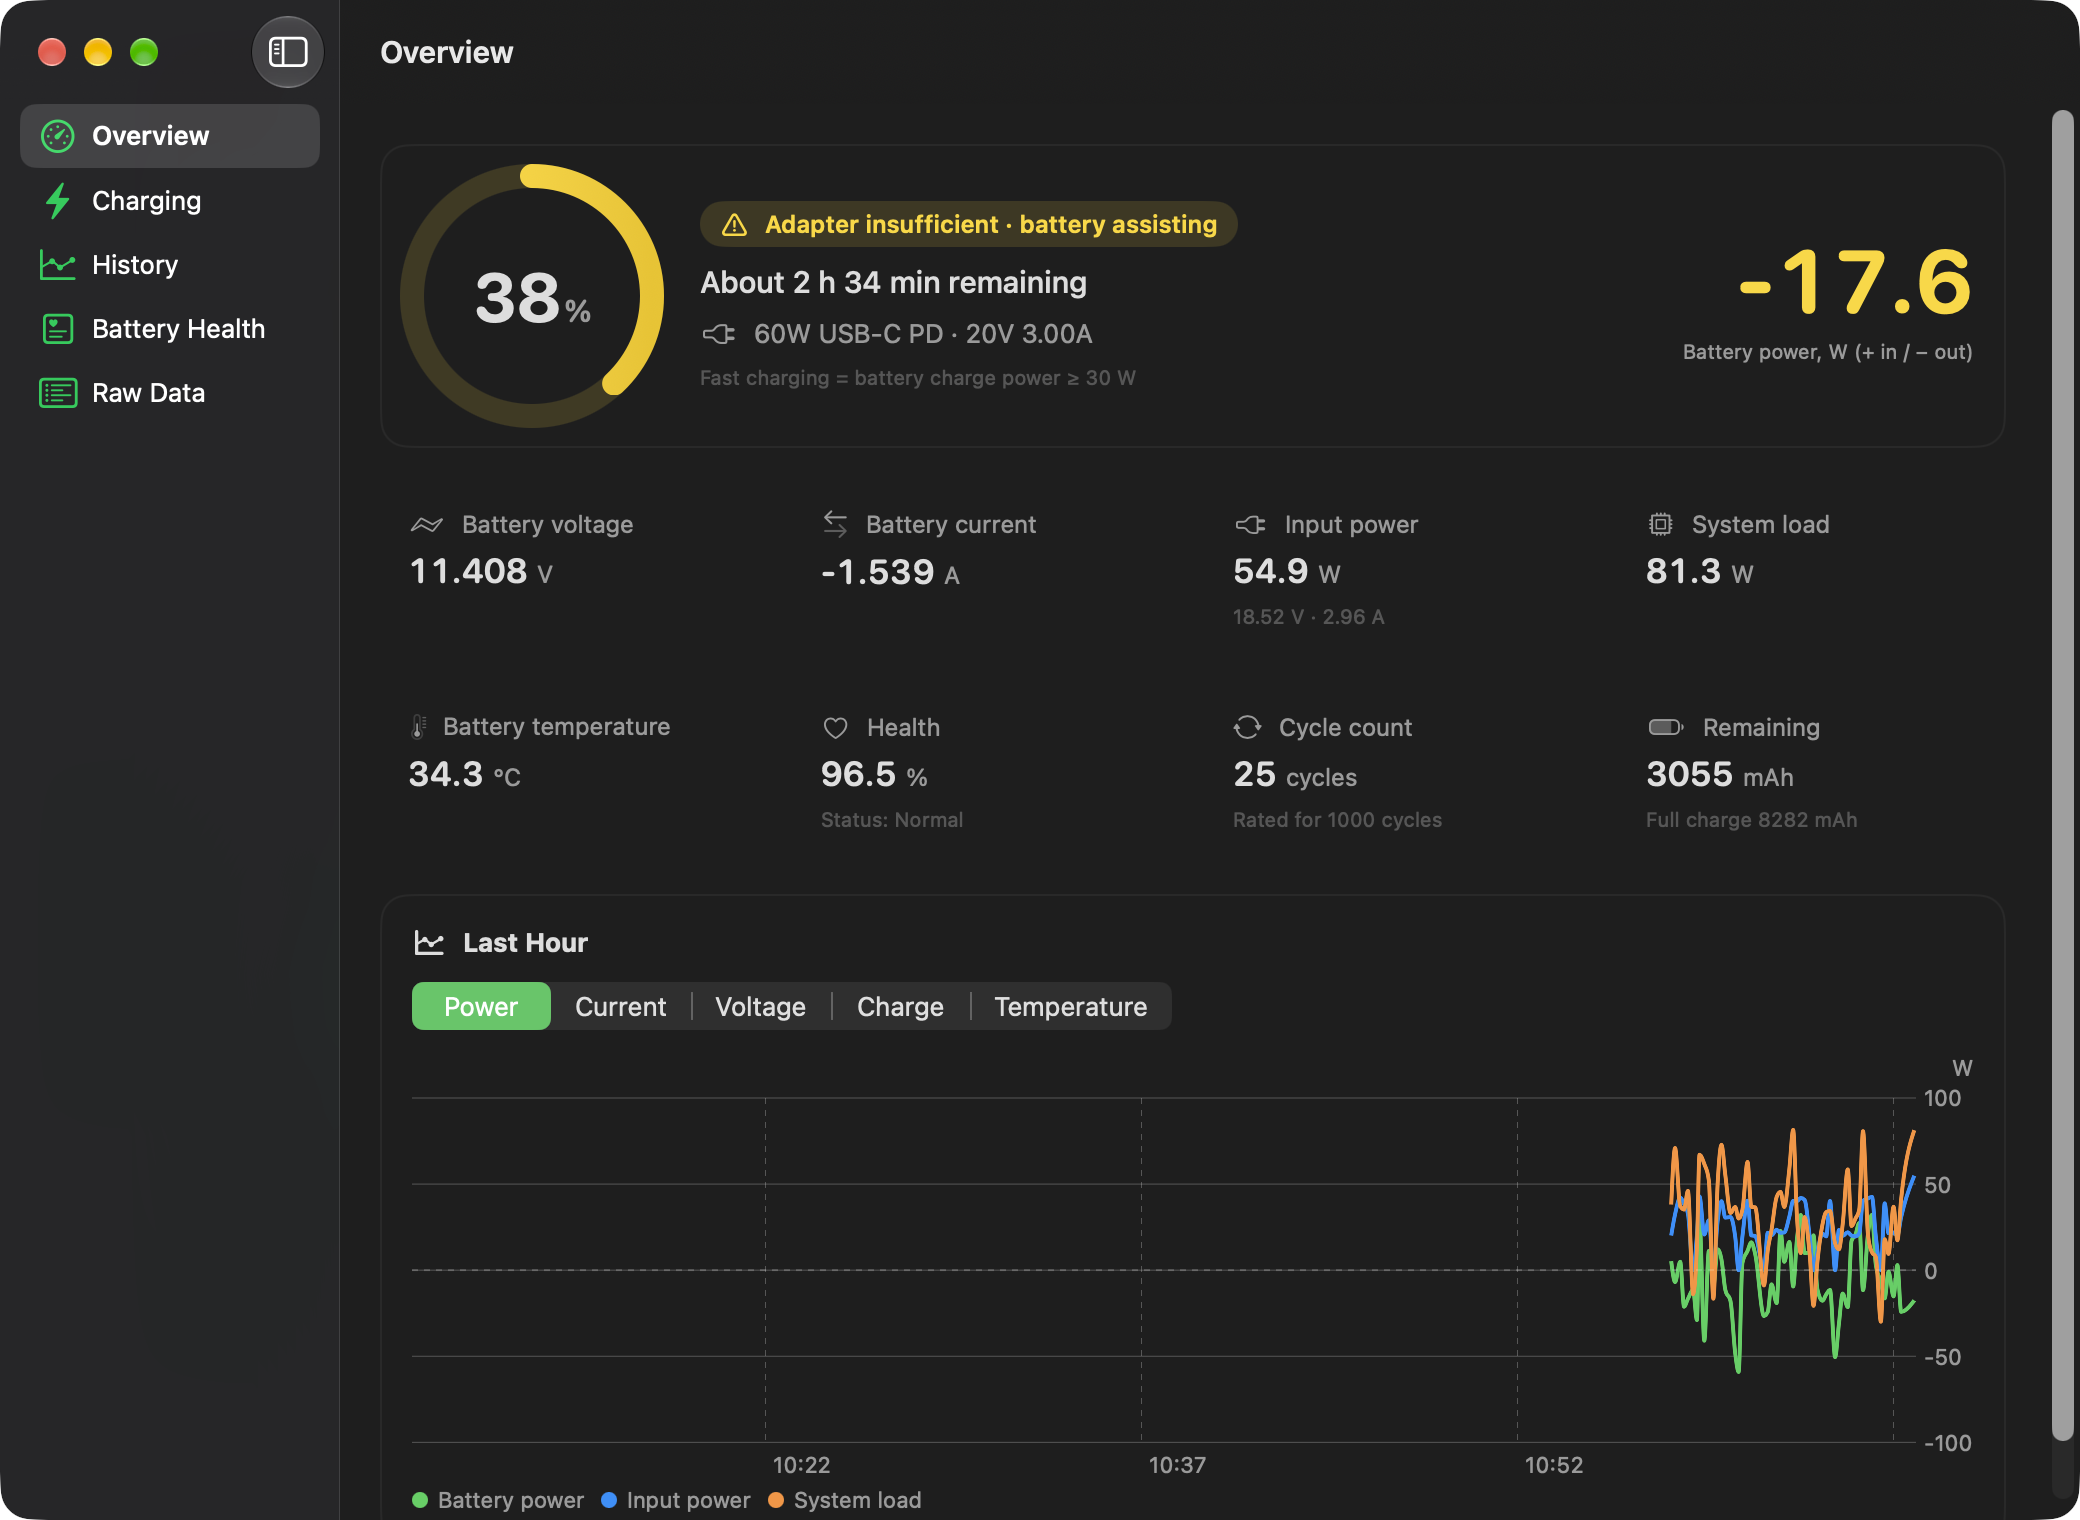 Overview
Overview
Charging
History
Battery Health
Raw Data
38%
Adapter insufficient · battery assisting
About 2 h 34 min remaining
60W USB-C PD · 20V 3.00A
Fast charging = battery charge power ≥ 30 W
-17.6
Battery power, W (+ in / – out)
Battery voltage
11.408 V
Battery current
-1.539 A
Input power
54.9 W
18.52 V · 2.96 A
System load
81.3 W
Battery temperature
34.3 °C
Health
96.5 %
Status: Normal
Cycle count
25 cycles
Rated for 1000 cycles
Remaining
3055 mAh
Full charge 8282 mAh
Last Hour
Power
Current
Voltage
Charge
Temperature
W
100
50
0
-50
-100
10:22
10:37
10:52
Battery power
Input power
System load